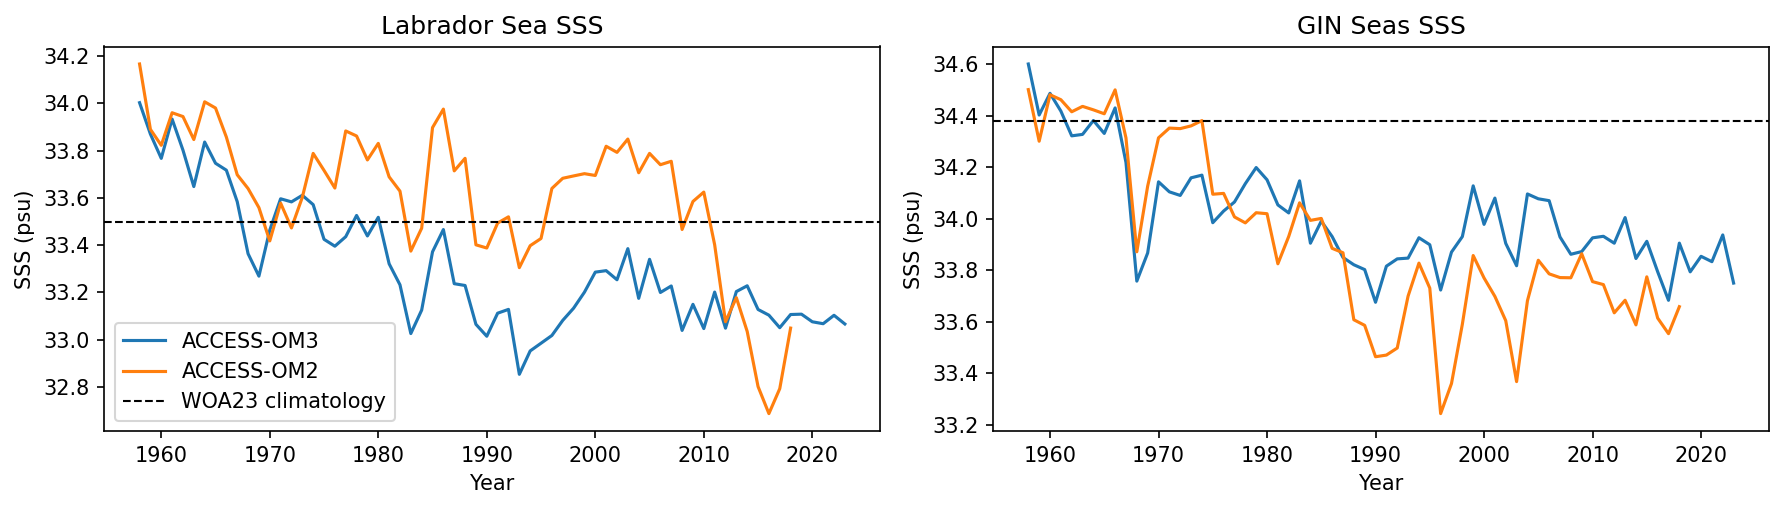 Labrador Sea SSS
34.2
34.0
33.8
33.6
33.4
33.2
33.0
32.8
SSS (psu)
ACCESS-OM3
ACCESS-OM2
WOA23 climatology
1960 1970 1980 1990 2000 2010 2020
Year
GIN Seas SSS
34.6
34.4
34.2
34.0
33.8
33.6
33.4
33.2
SSS (psu)
1960 1970 1980 1990 2000 2010 2020
Year